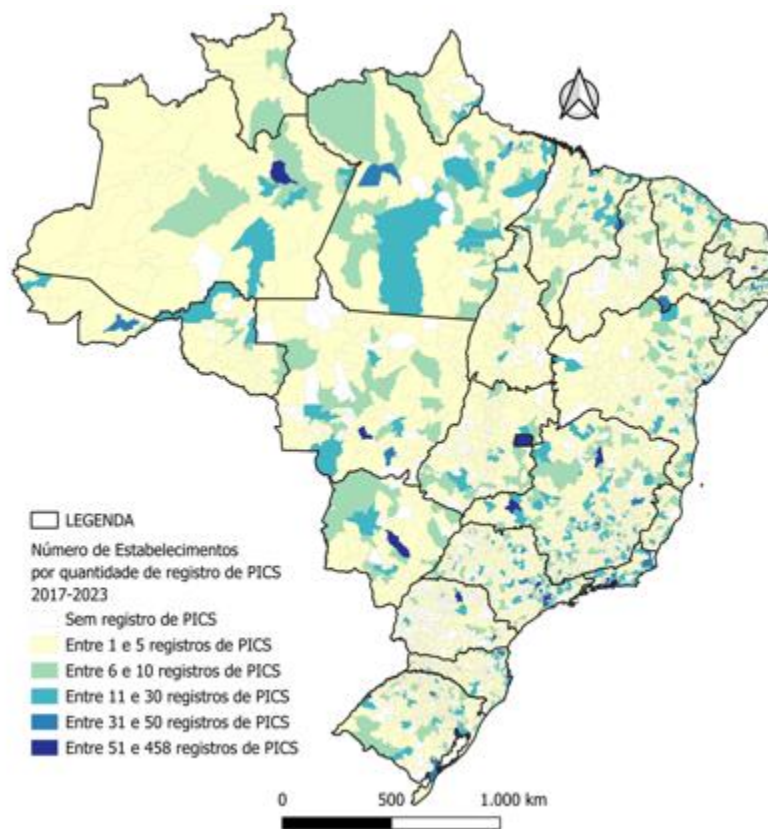 LEGENDA
Número de Estabelecimentos
por quantidade de registro de PICS
2017-2023
Sem registro de PICS
Entre 1 e 5 registros de PICS
Entre 6 e 10 registros de PICS
Entre 11 e 30 registros de PICS
Entre 31 e 50 registros de PICS
Entre 51 e 458 registros de PICS
0 500 1.000 km